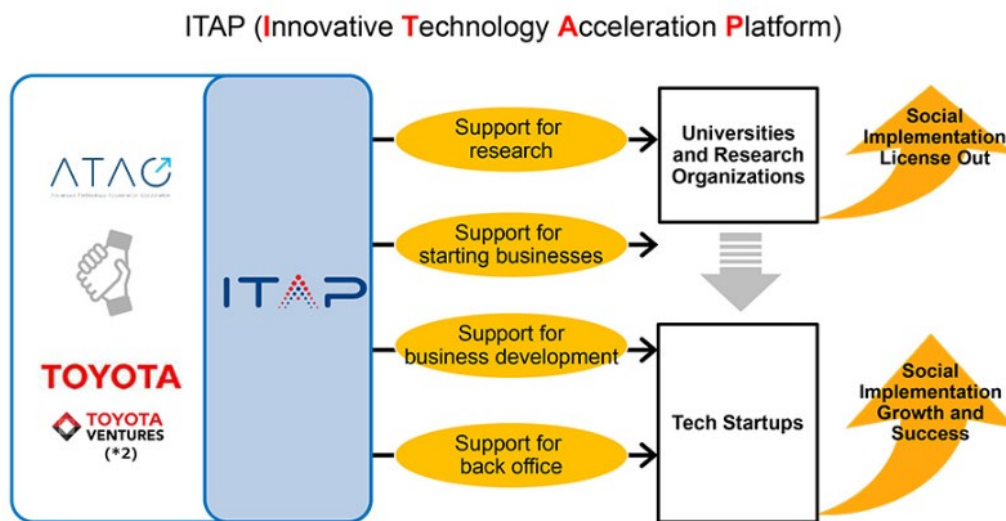 ITAP (Innovative Technology Acceleration Platform)
ATAC
TOYOTA
TOYOTA
VENTURES
(*2)
ITAP
Support for
research
Support for
starting businesses
Support for
business development
Support for
back office
Universities
and Research
Organizations
Tech Startups
Social
Implementation
License Out
Social
Implementation
Growth and
Success